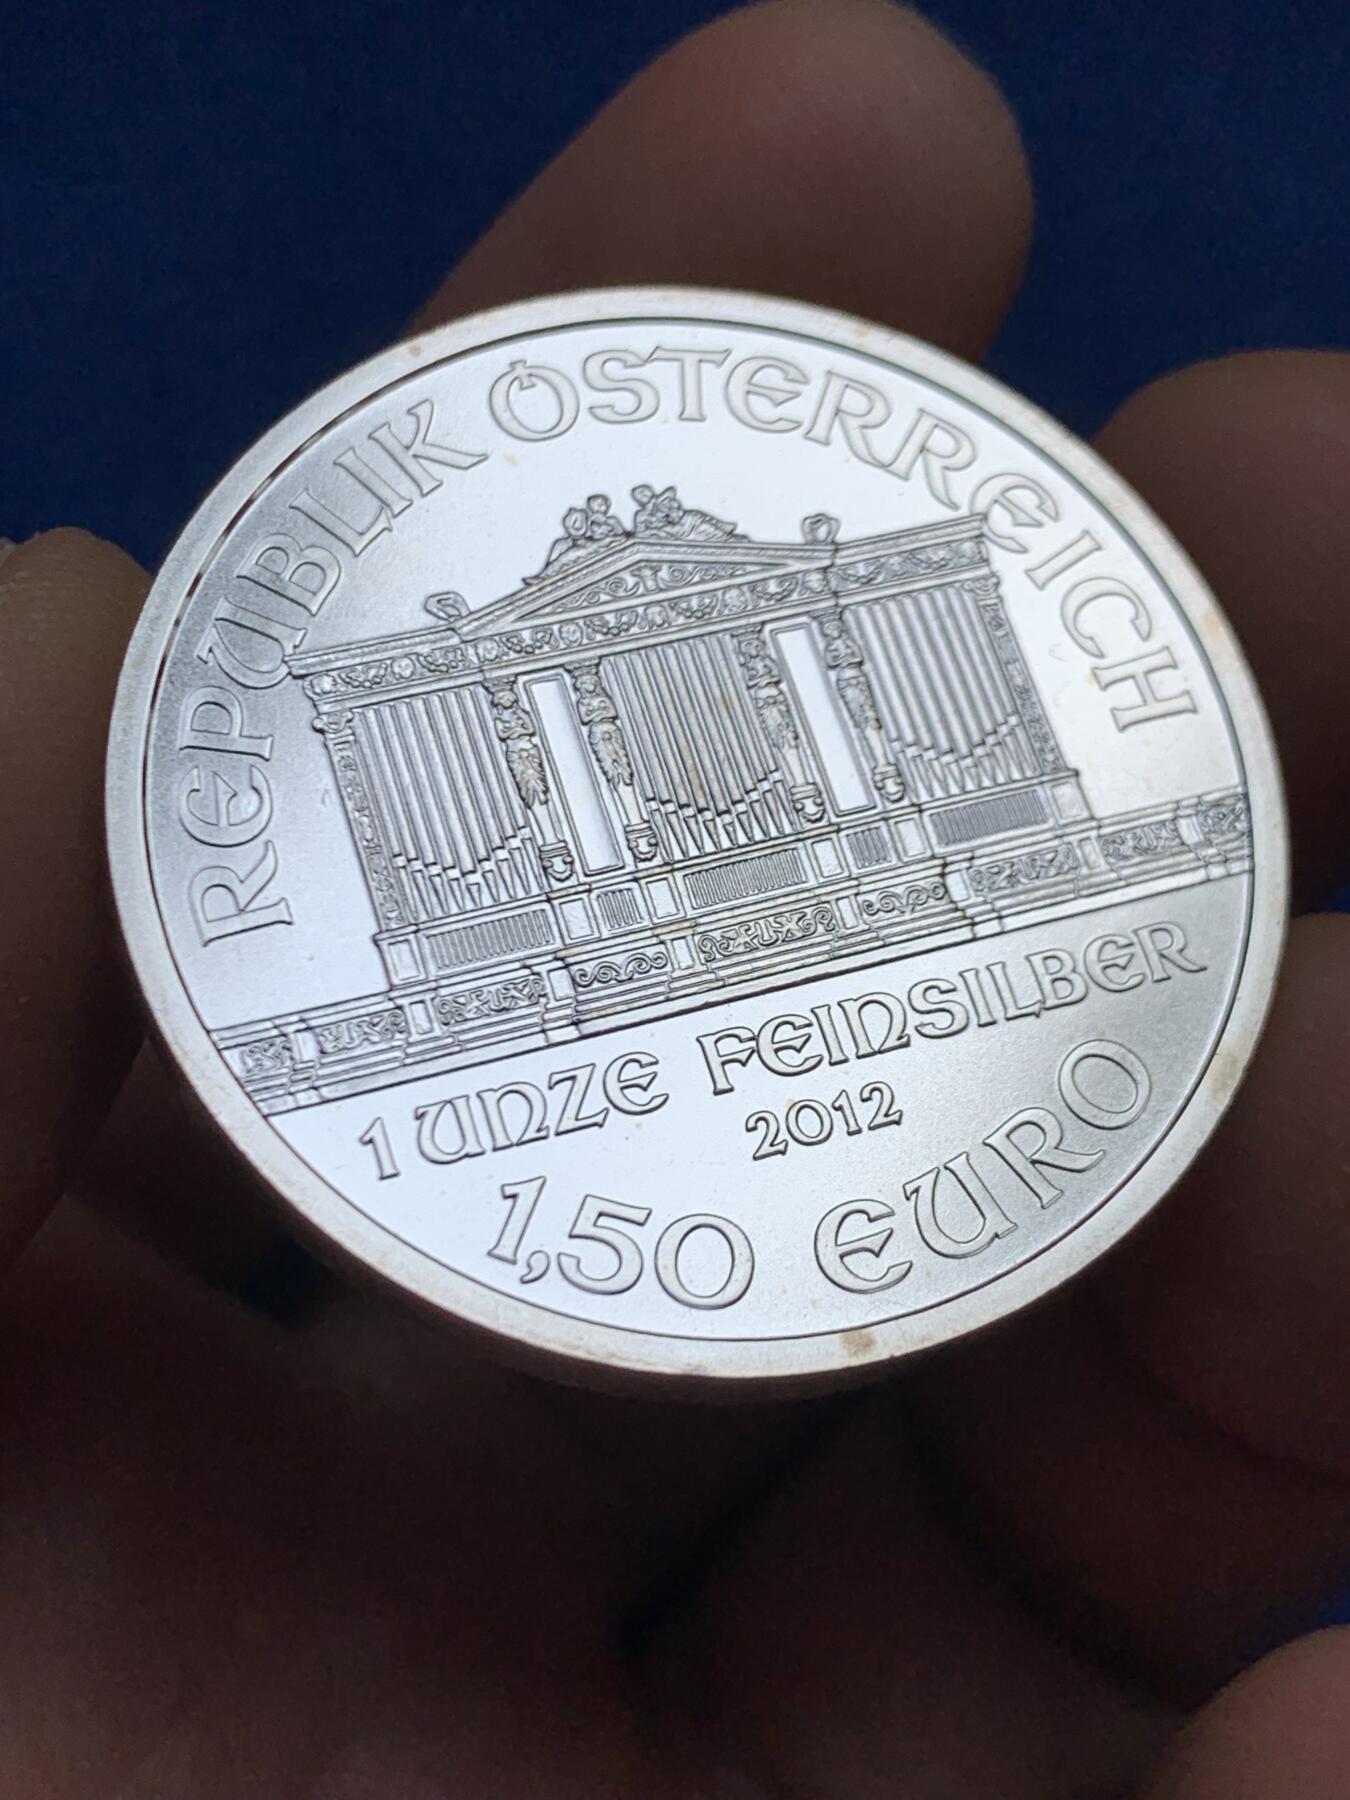 REPUBLIK ÖSTERREICH
1 UNZE FEINSILBER
2012
1,50 EURO